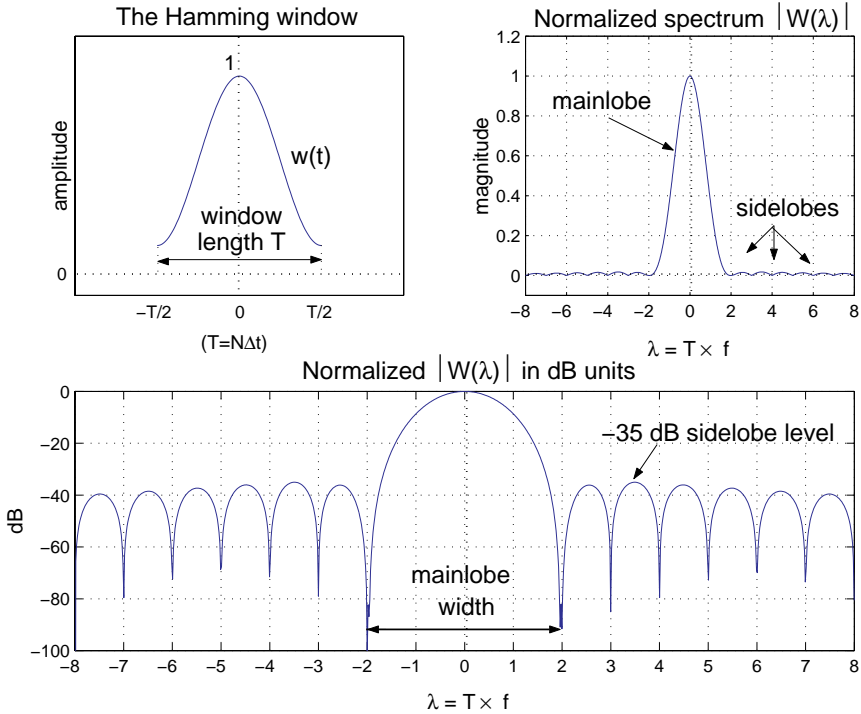 The Hamming window
amplitude
1
w(t)
window
length T
0
−T/2 0 T/2
(T=N∆t)
Normalized spectrum |W(λ)|
magnitude
1.2
1
0.8
0.6
0.4
0.2
0
mainlobe
sidelobes
−8 −6 −4 −2 0 2 4 6 8
λ = T× f
Normalized |W(λ)| in dB units
dB
0
−20
−40
−60
−80
−100
−35 dB sidelobe level
mainlobe
width
−8 −7 −6 −5 −4 −3 −2 −1 0 1 2 3 4 5 6 7 8
λ = T× f